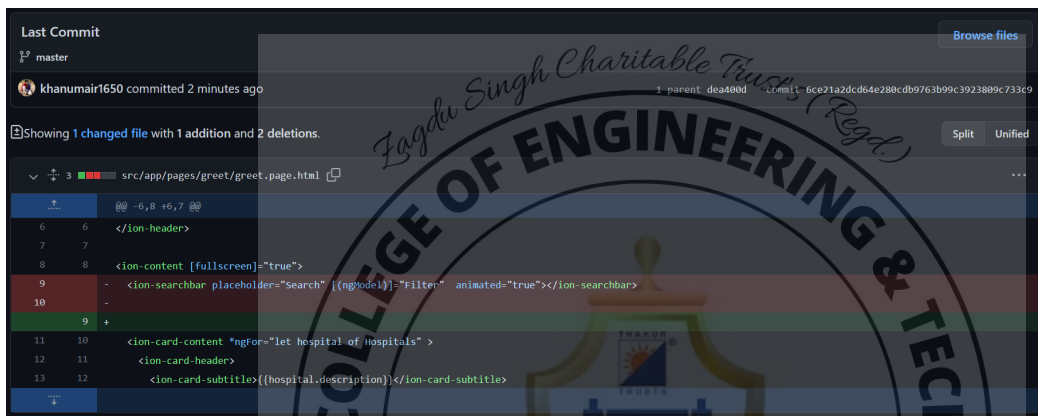 Last Commit
Browse files
master
khanumair1650 committed 2 minutes ago
1 parent dea400d commit 6ce21a2dcd64e280cdb9763b99c3923809c733c9
Zagdu Singh Charitable Trust's (Regd.)
COLLEGE OF ENGINEERING & TEC
Showing 1 changed file with 1 addition and 2 deletions.
Split Unified
3 src/app/pages/greet/greet.page.html
@@ -6,8 +6,7 @@
6 6 </ion-header>
7 7
8 8 <ion-content [fullscreen]="true">
9 - <ion-searchbar placeholder="Search" [(ngModel)]="Filter"  animated="true"></ion-searchbar>
10 -
9 +
11 10 <ion-card-content *ngFor="let hospital of Hospitals" >
12 11 <ion-card-header>
13 12 <ion-card-subtitle>{{hospital.description}}</ion-card-subtitle>
THAKUR
®
TRUSTS